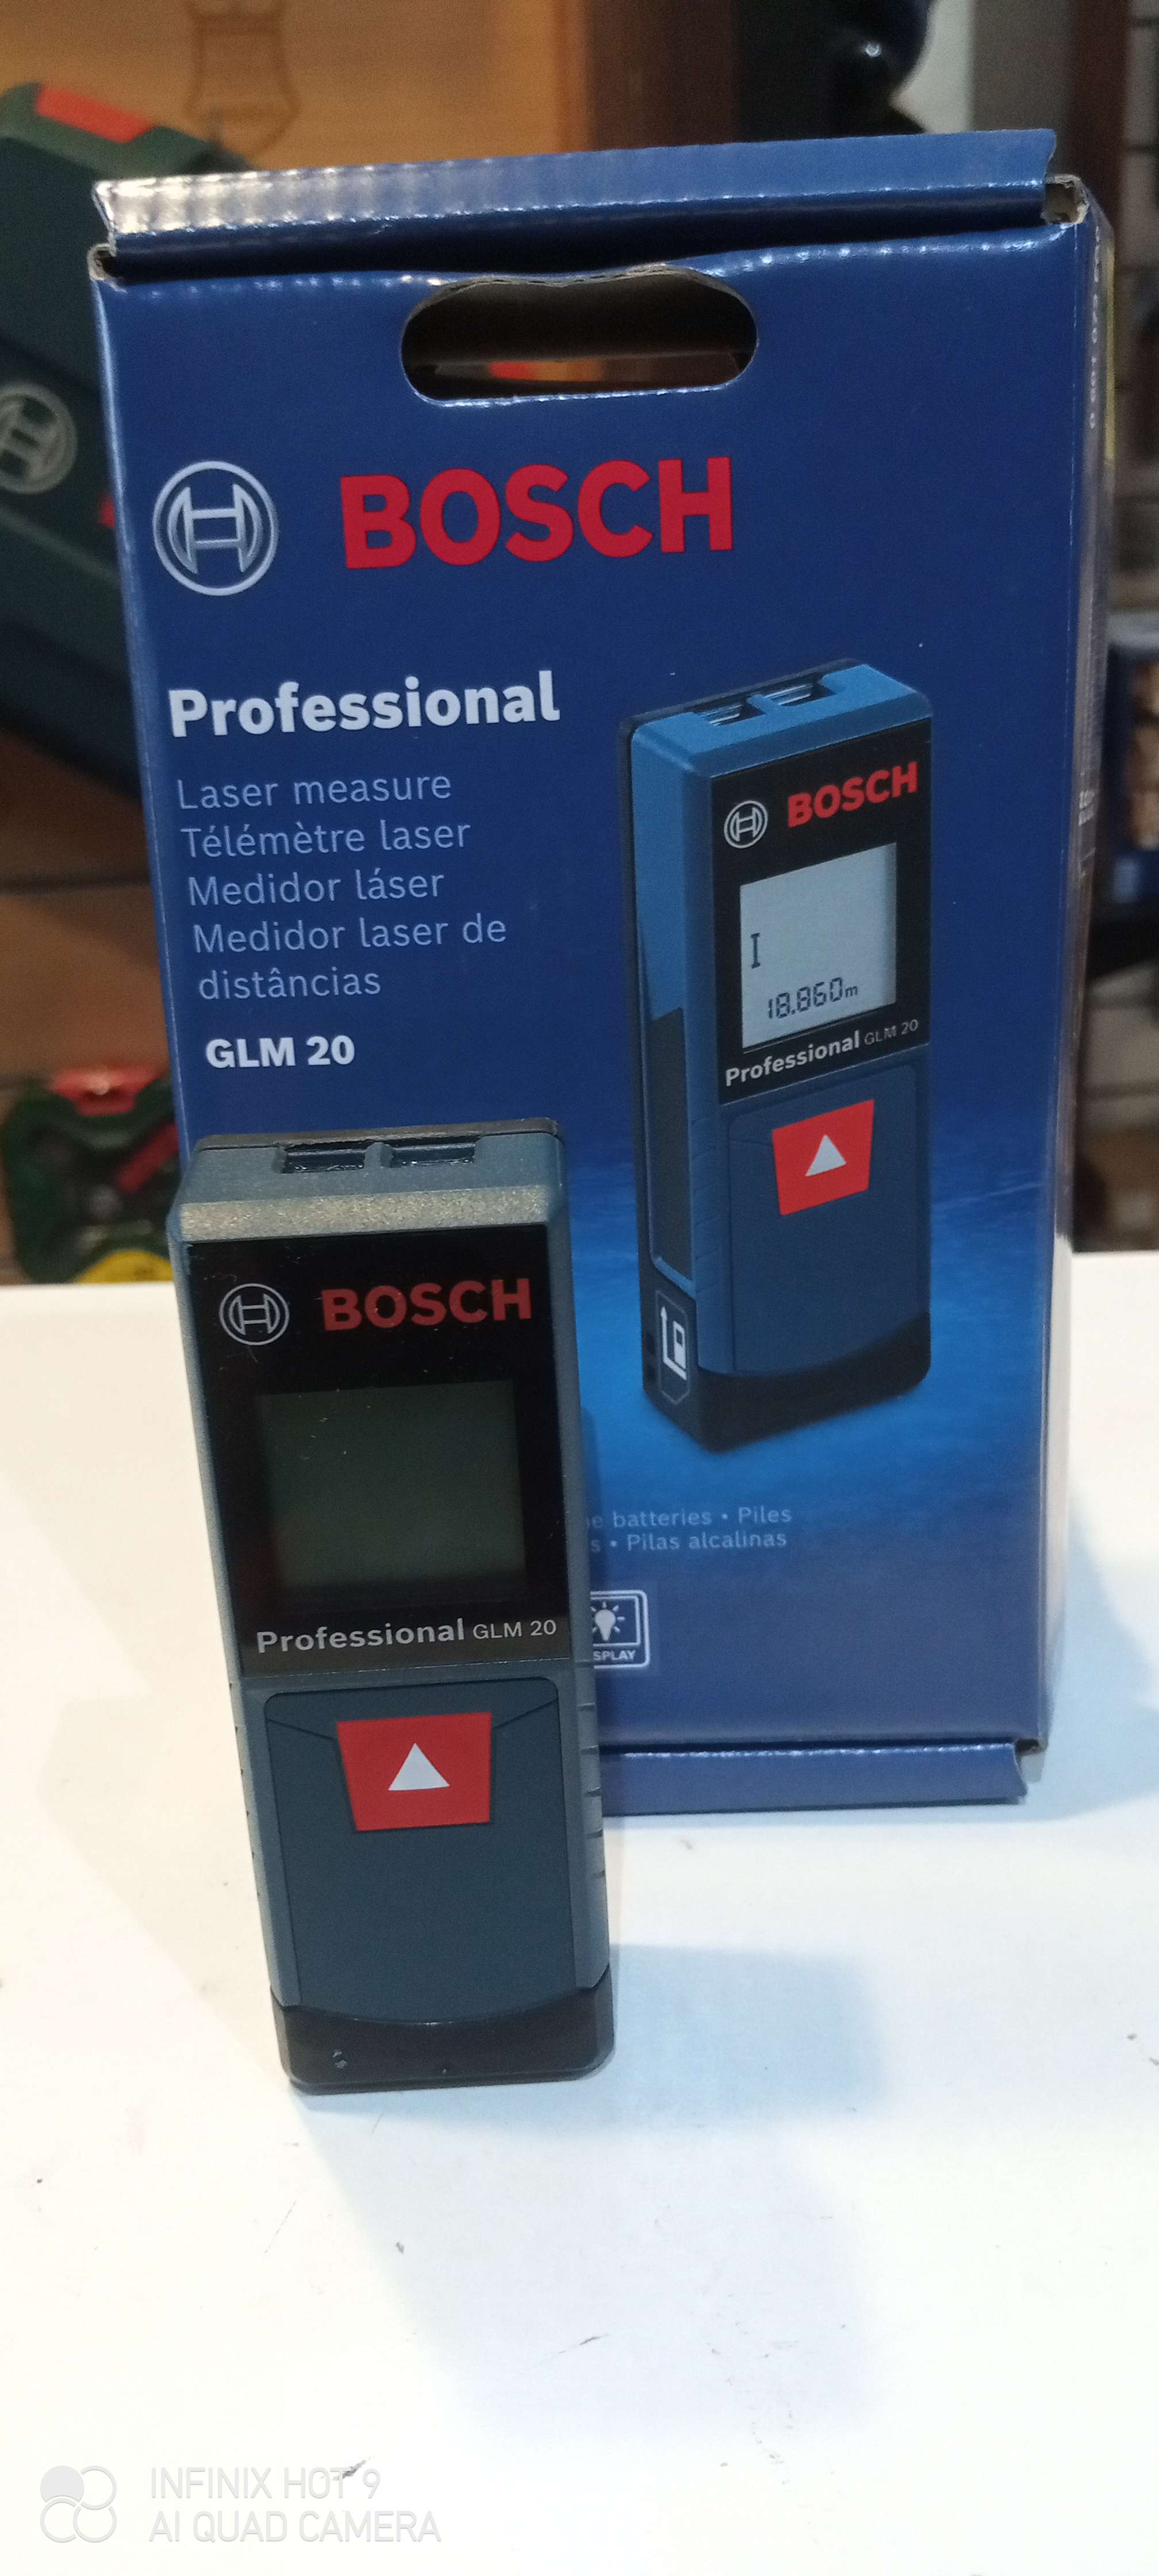 BOSCH
Professional
Laser measure
Télémètre laser
Medidor láser
Medidor laser de
distâncias
GLM 20
BOSCH
18.860m
Professional GLM 20
batteries • Piles
• Pilas alcalinas
BOSCH
Professional GLM 20
INFINIX HOT 9
AI QUAD CAMERA